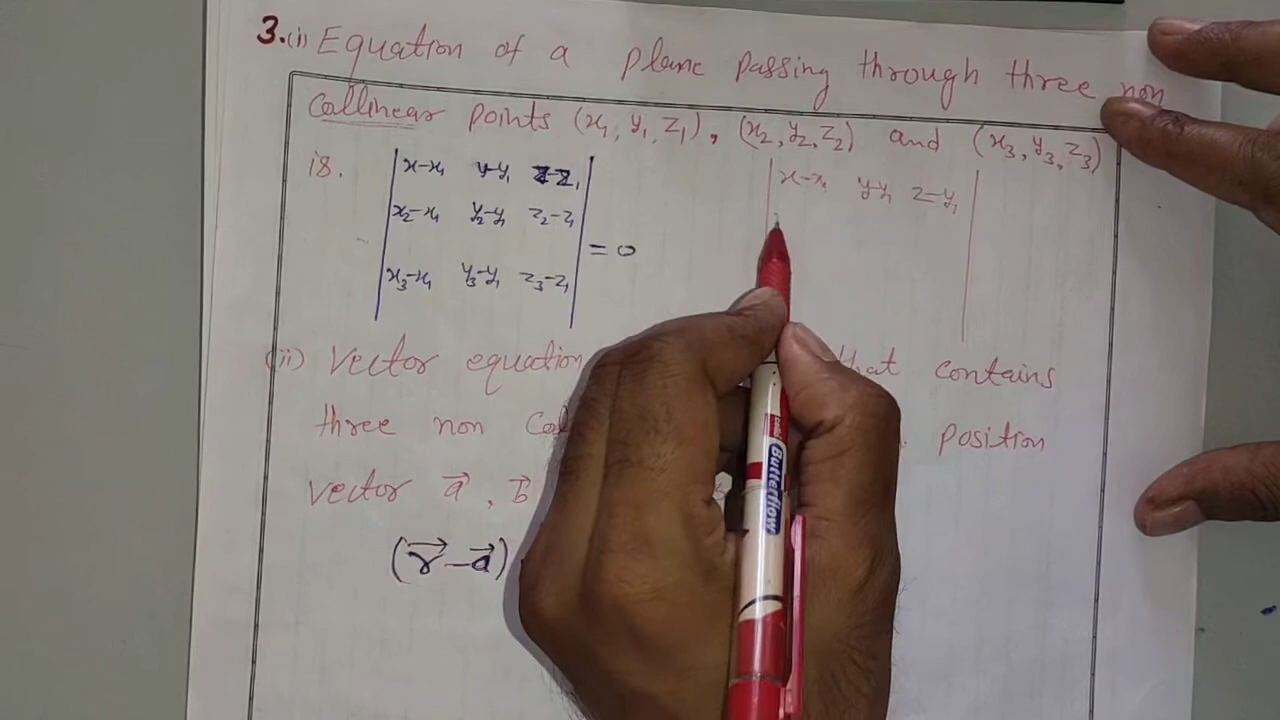 3.(i) Equation of a plane passing through three non
Collinear points (x₁, y₁, z₁), (x₂, y₂, z₂) and (x₃, y₃, z₃)
is. | x-x₁ y-y₁ z-z₁ | | x-x₁ y-y₁ z-y₁ |
| x₂-x₁ y₂-y₁ z₂-z₁ |
= 0
| x₃-x₁ y₃-y₁ z₃-z₁ |
(ii) Vector equation that contains
three non position
vector a⃗, b⃗
(r⃗ - a⃗)
Butterflow